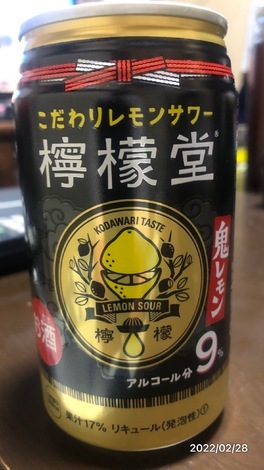 こだわりレモンサワー
檸檬堂
KODAWARI TASTE
LEMON SOUR
檸檬
鬼レモン
お酒
アルコール分 9%
果汁17% リキュール(発泡性)①
2022/02/28